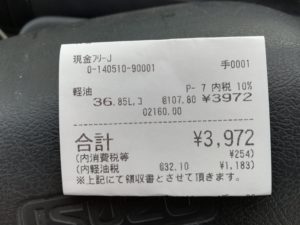 現金フリーJ
0-140510-90001 手0001
軽油 P- 7 内税 10%
36.85L.3 @107.80 ¥3972
02160.00
合計 ¥3,972
(内消費税等 ¥254)
(内軽油税 @32.10 ¥1,183)
※上記にて領収書とさせて頂きます。